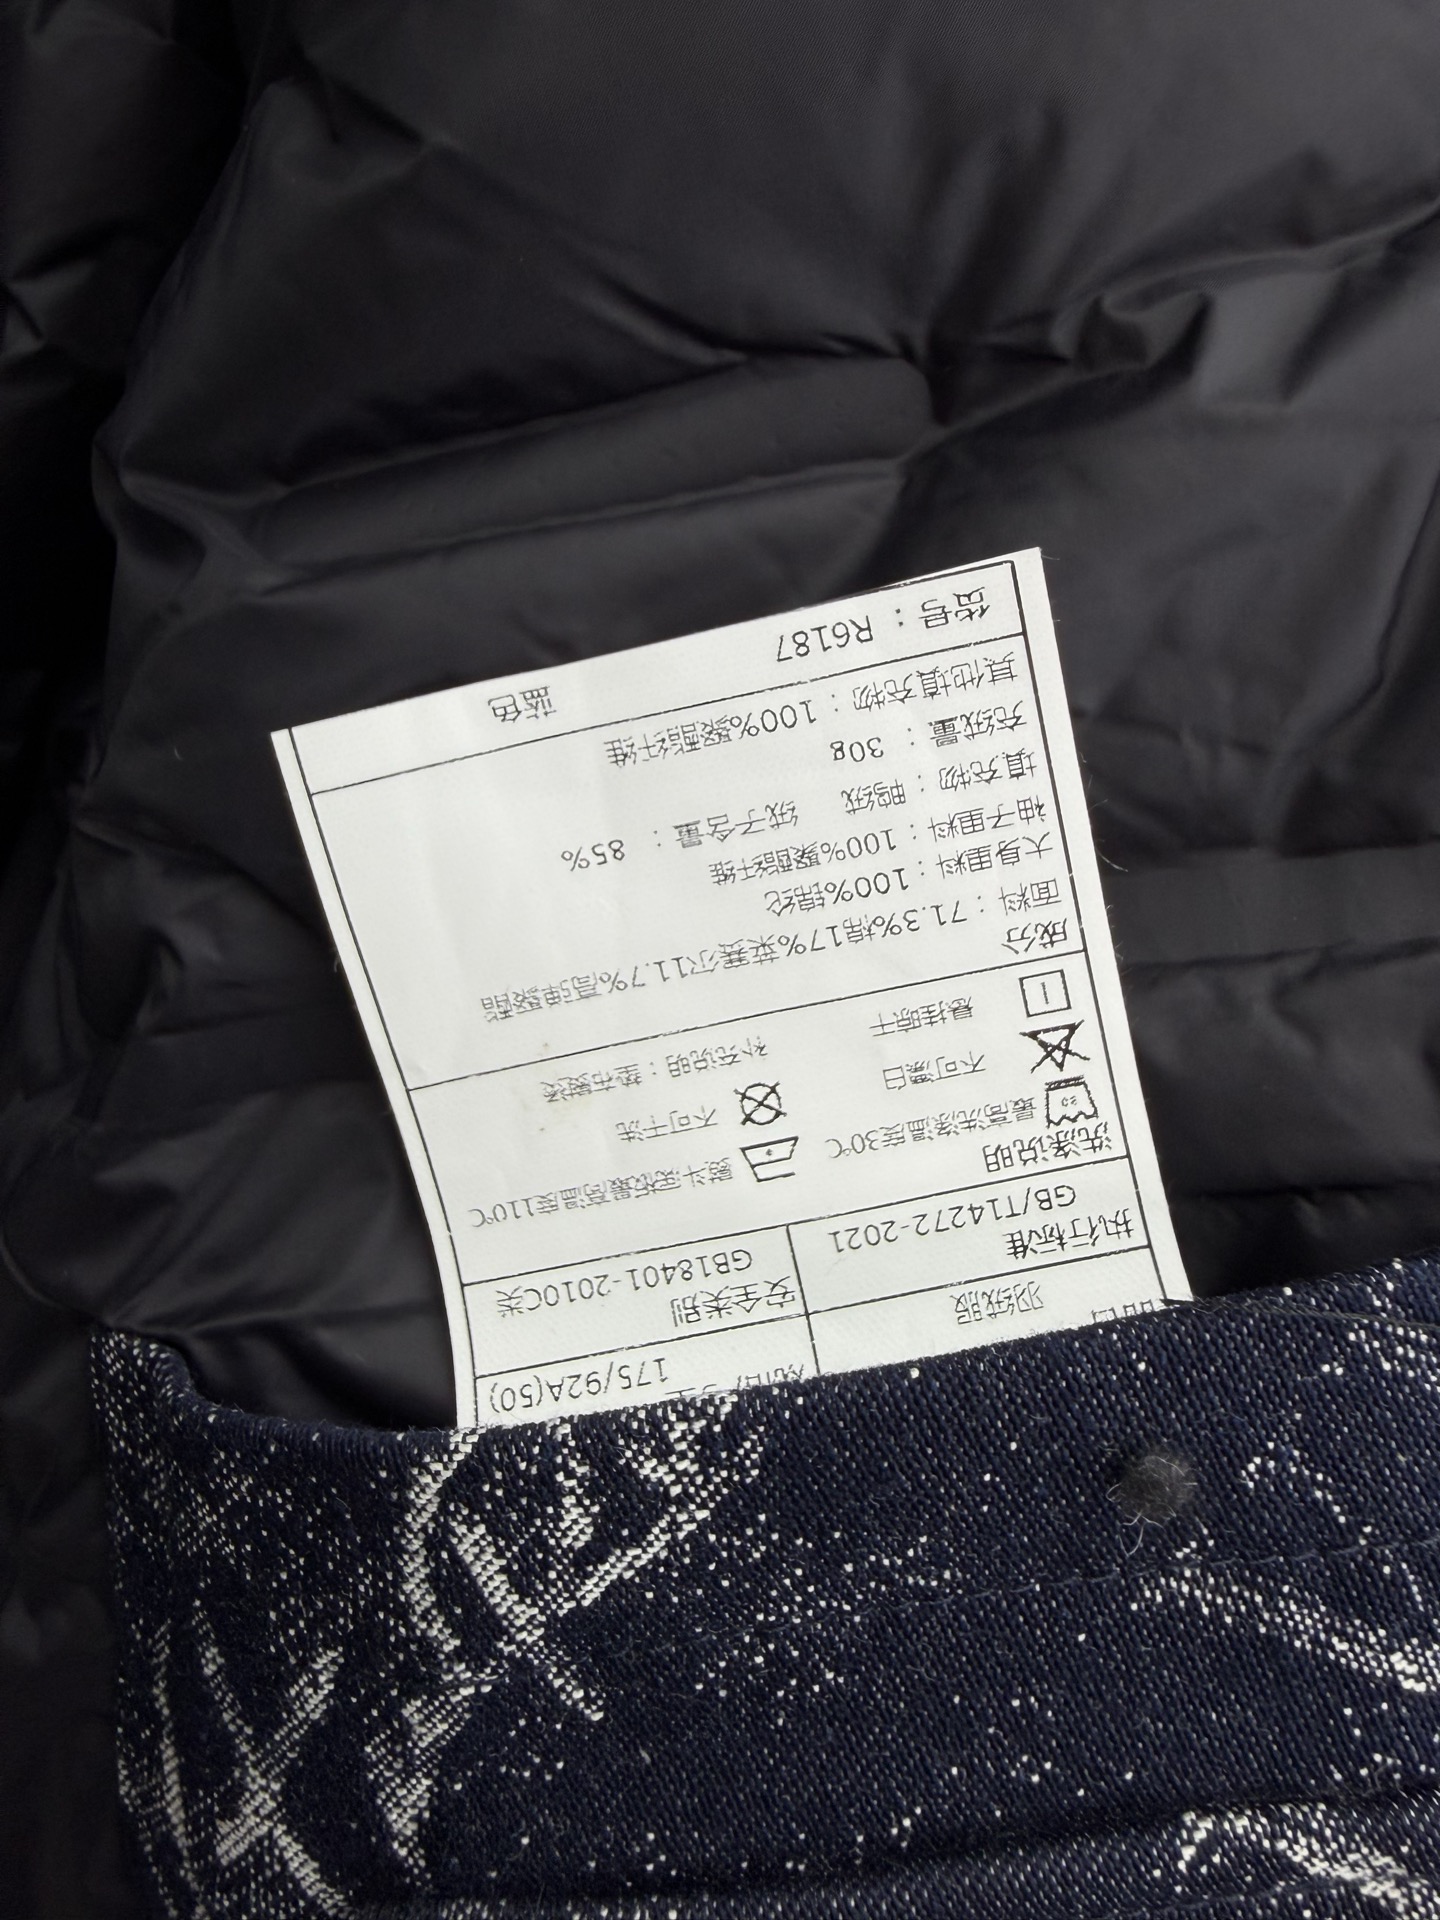 羽绒服
175/92A(50)
执行标准
GB/T14272-2021
安全类别
GB18401-2010C类
洗涤说明
最高洗涤温度30℃
熨斗底板最高温度110℃
不可漂白
不可干洗
悬挂晾干
补充说明：垫布熨烫
成分
面料：71.3%棉17%莱赛尔11.7%高弹聚酯
大身里料：100%锦纶
袖子里料：100%聚酯纤维
填充物：鸭绒 绒子含量：85%
充绒量：30g
其他填充物：100%聚酯纤维
货号：R6187 蓝色